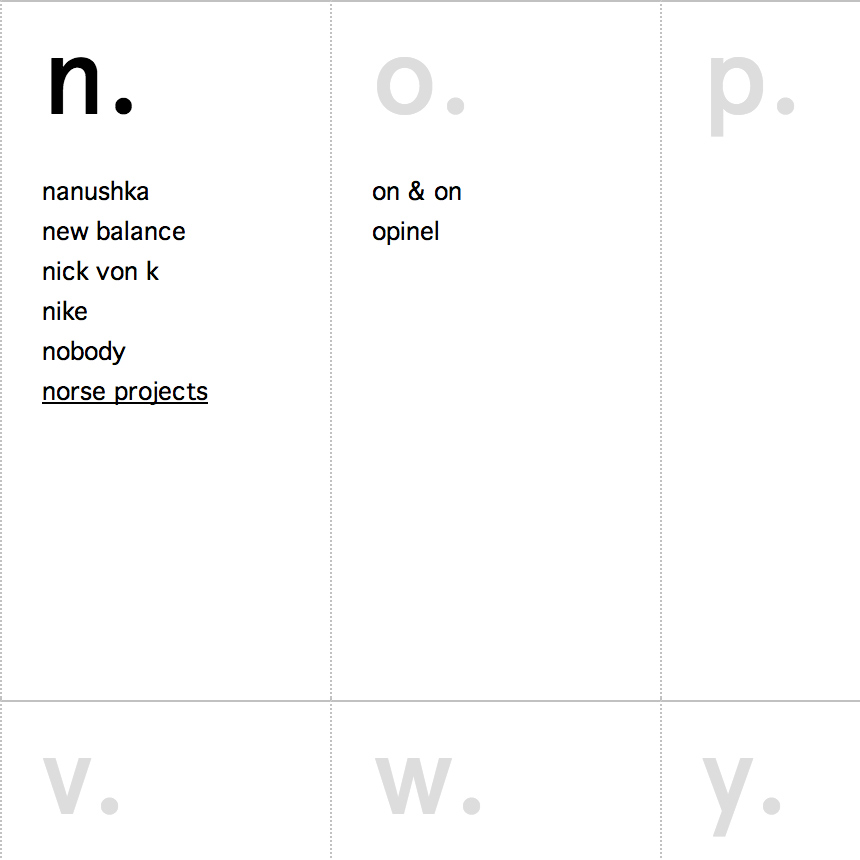 n.
nanushka
new balance
nick von k
nike
nobody
norse projects
o.
on & on
opinel
p.
v.
w.
y.